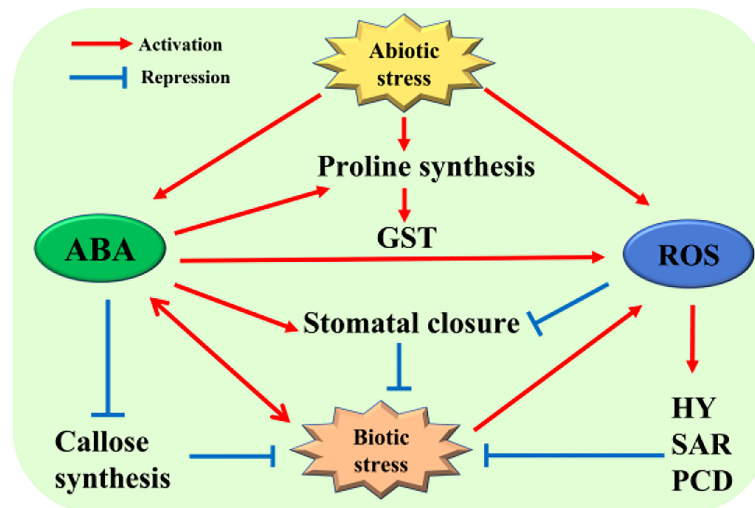 Activation
Repression
Abiotic
stress
Proline synthesis
GST
ABA
ROS
Stomatal closure
HY
SAR
PCD
Callose
synthesis
Biotic
stress